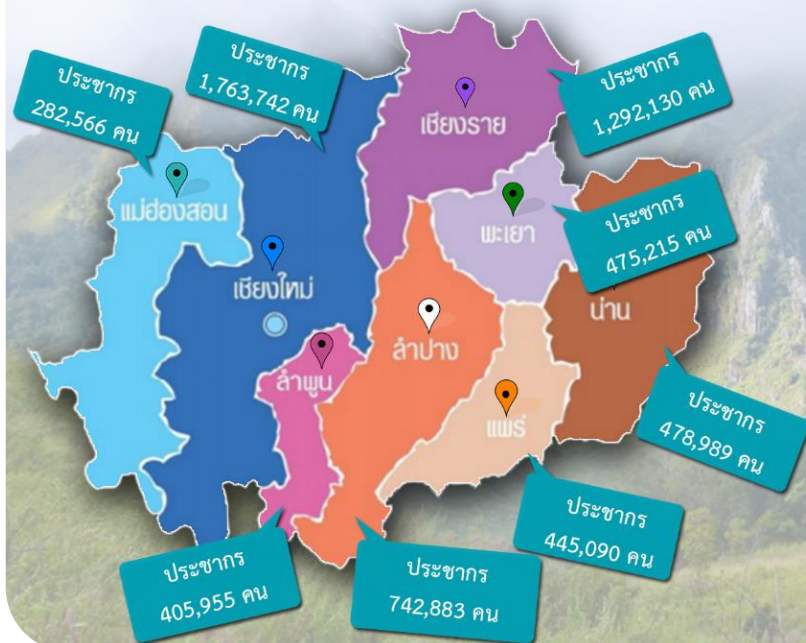 ประชากร
282,566 คน
ประชากร
1,763,742 คน
ประชากร
1,292,130 คน
เชียงราย
แม่ฮ่องสอน
พะเยา
ประชากร
475,215 คน
เชียงใหม่
น่าน
ลำปาง
ลำพูน
แพร่
ประชากร
478,989 คน
ประชากร
445,090 คน
ประชากร
405,955 คน
ประชากร
742,883 คน